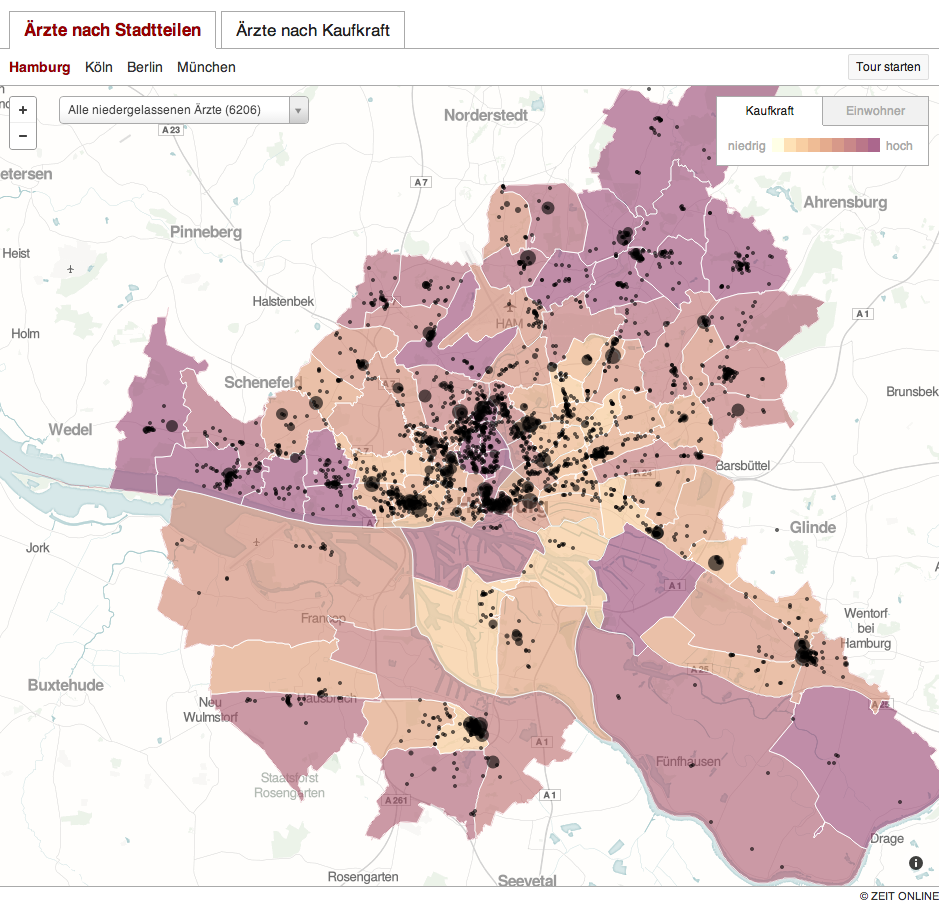 Ärzte nach Stadtteilen
Ärzte nach Kaufkraft
Hamburg Köln Berlin München
Tour starten
+
−
Alle niedergelassenen Ärzte (6206)
Kaufkraft
Einwohner
niedrig
hoch
Norderstedt
A 23
A 7
etersen
Ahrensburg
Pinneberg
Heist
Halstenbek
A 1
HAM
Holm
Schenefeld
Brunsbek
Wedel
A 24
Barsbüttel
A 7
Glinde
Jork
A 1
Francop
Wentorf
bei
Hamburg
A 25
Buxtehude
Hausbruch
Neu
Wulmstorf
A 25
A 1
Fünfhausen
Staatsforst
Rosengarten
A 261
A 1
Drage
Rosengarten
Seevetal
© ZEIT ONLINE